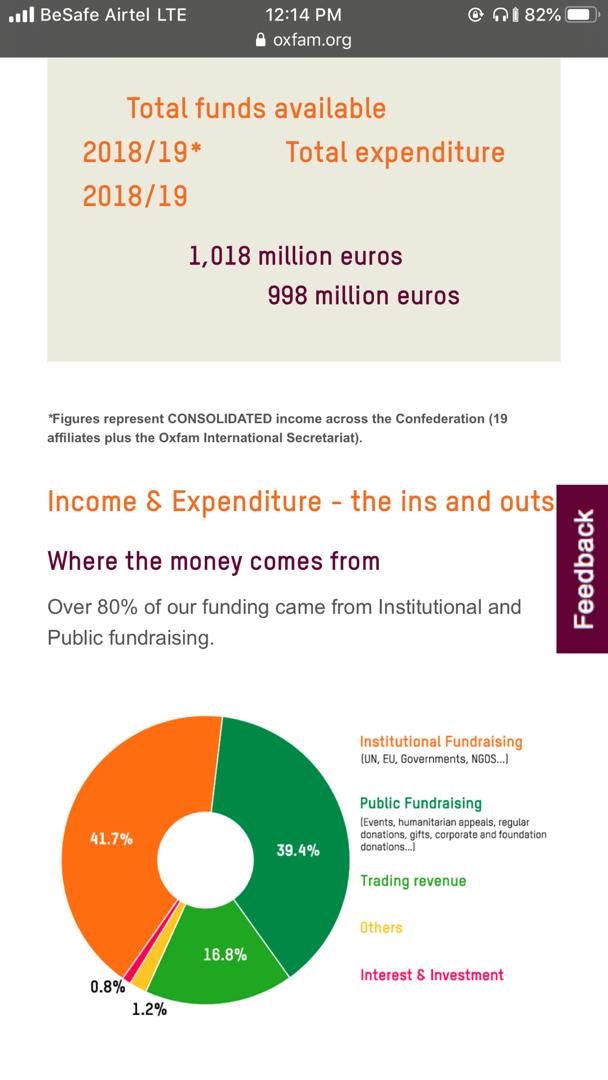 BeSafe Airtel LTE 12:14 PM 82%
oxfam.org
Total funds available
2018/19* Total expenditure
2018/19
1,018 million euros
998 million euros
*Figures represent CONSOLIDATED income across the Confederation (19
affiliates plus the Oxfam International Secretariat).
Income & Expenditure - the ins and outs
Feedback
Where the money comes from
Over 80% of our funding came from Institutional and
Public fundraising.
Institutional Fundraising
(UN, EU, Governments, NGOS...)
Public Fundraising
(Events, humanitarian appeals, regular
donations, gifts, corporate and foundation
donations...)
Trading revenue
Others
Interest & Investment
41.7%
39.4%
16.8%
0.8%
1.2%